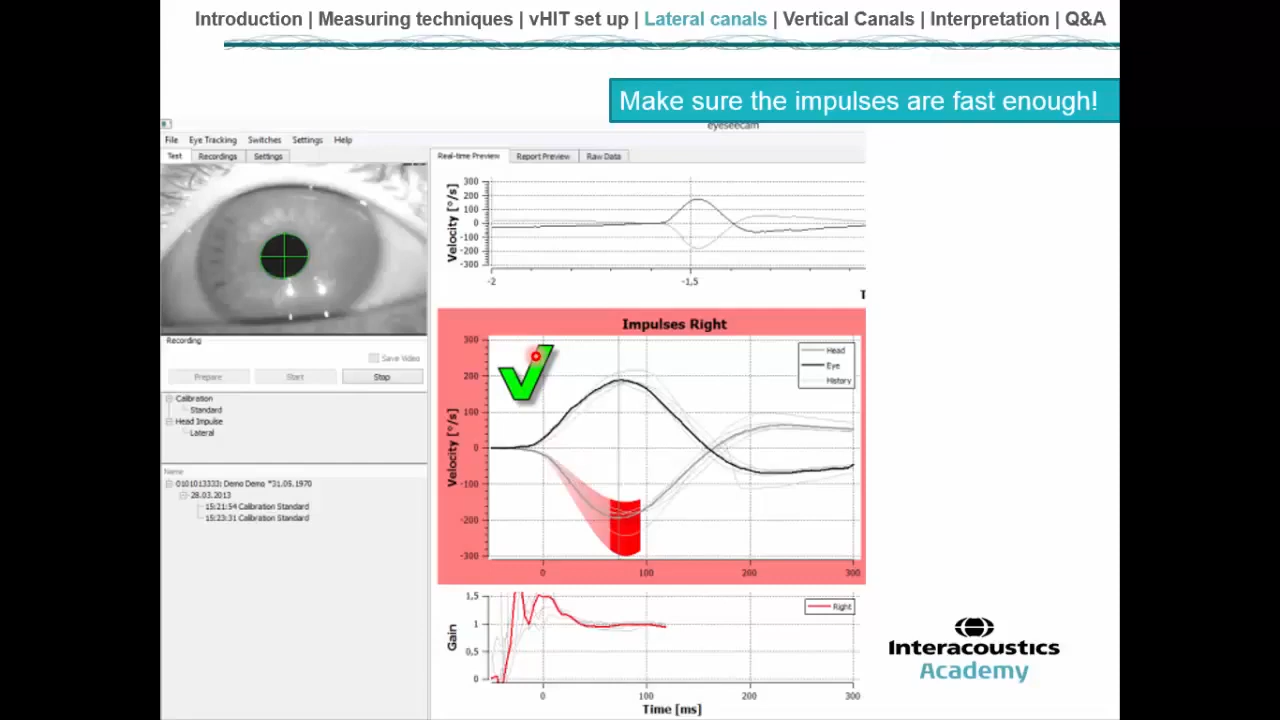 Introduction | Measuring techniques | vHIT set up | Lateral canals | Vertical Canals | Interpretation | Q&A
Make sure the impulses are fast enough!
eyeseecam
File Eye Tracking Switches Settings Help
Test Recordings Settings
Real-time Preview Report Preview Raw Data
Velocity [°/s]
300
200
100
0
-100
-200
-300
-2 -1,5
T
Recording
Save Video
Prepare Start Stop
Calibration
Standard
Head Impulse
Lateral
Name
0101013333: Demo Demo *31.05.1970
28.03.2013
15:21:54 Calibration Standard
15:23:31 Calibration Standard
Impulses Right
Head
Eye
History
Velocity [°/s]
300
200
100
0
-100
-200
-300
0 100 200 300
Right
Gain
1,5
1
0,5
0
0 100 200 300
Time [ms]
Interacoustics
Academy